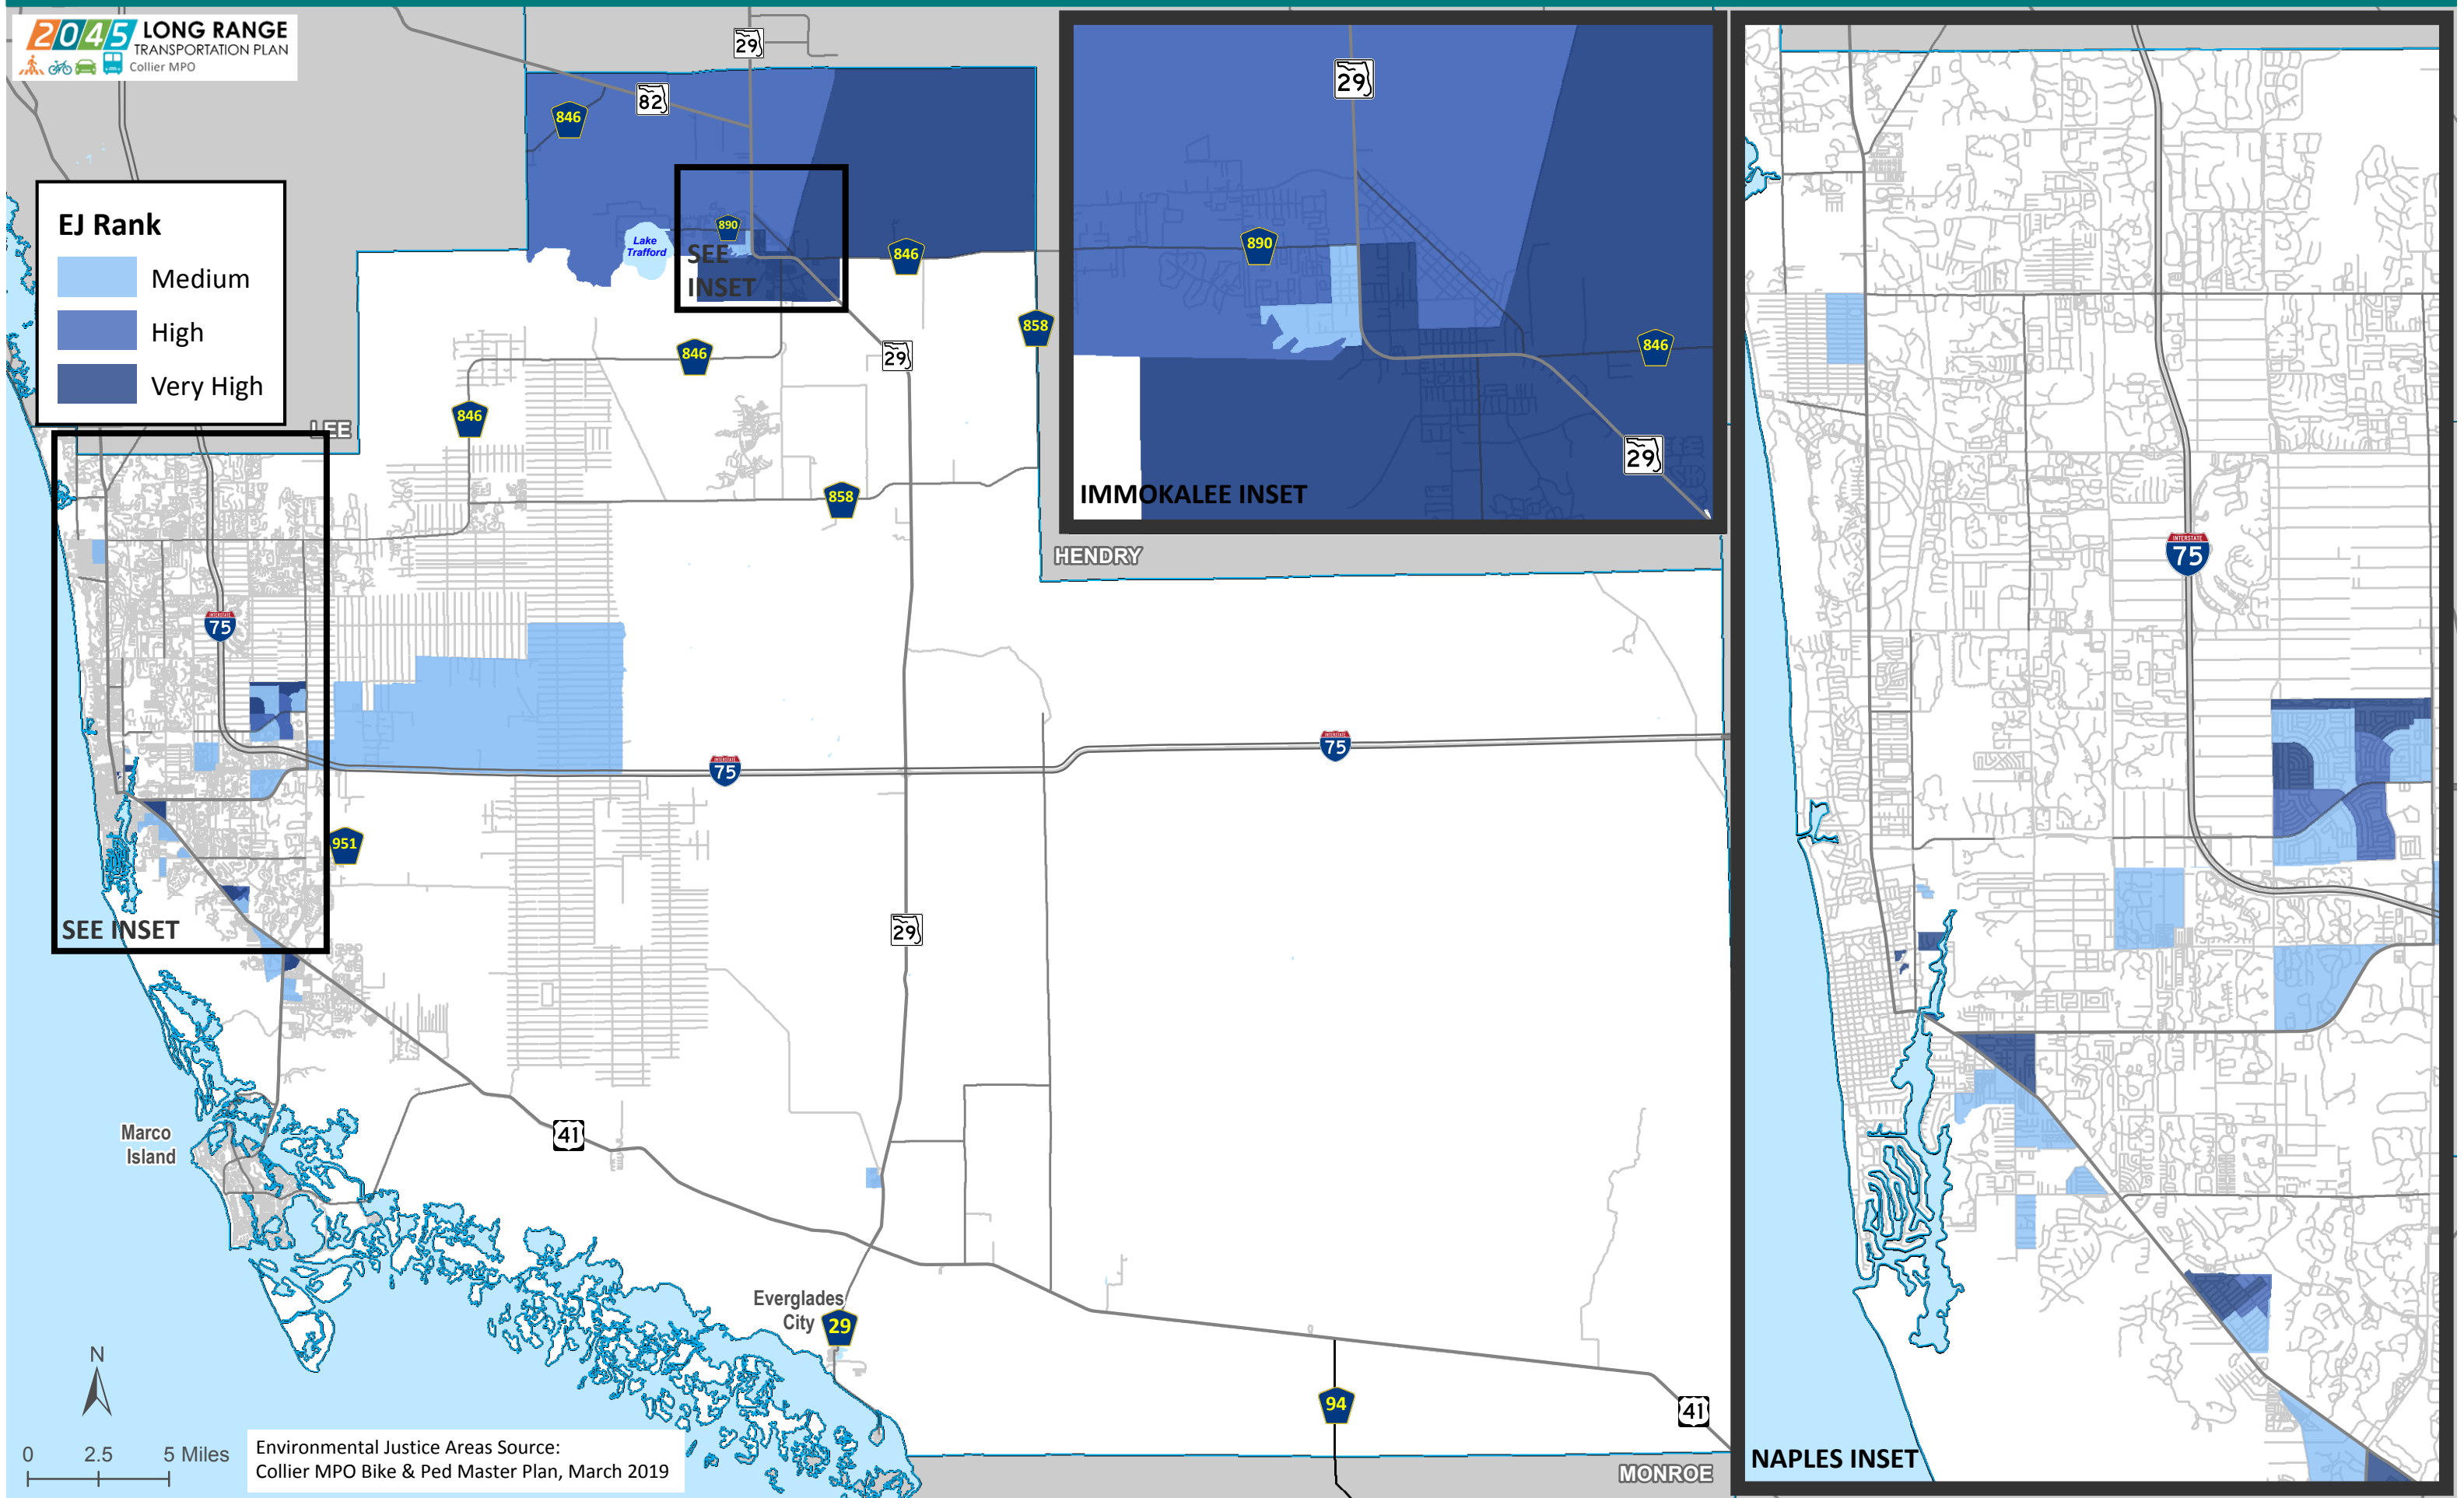 2045 LONG RANGE
TRANSPORTATION PLAN
Collier MPO
EJ Rank
Medium
High
Very High
29
82
846
890
Lake
Trafford
SEE
INSET
846
858
846
29
846
LEE
858
HENDRY
75
75
75
951
SEE INSET
29
Marco
Island
41
Everglades
City
29
94
41
MONROE
N
0 2.5 5 Miles
Environmental Justice Areas Source:
Collier MPO Bike & Ped Master Plan, March 2019
29
890
846
29
IMMOKALEE INSET
INTERSTATE
75
NAPLES INSET